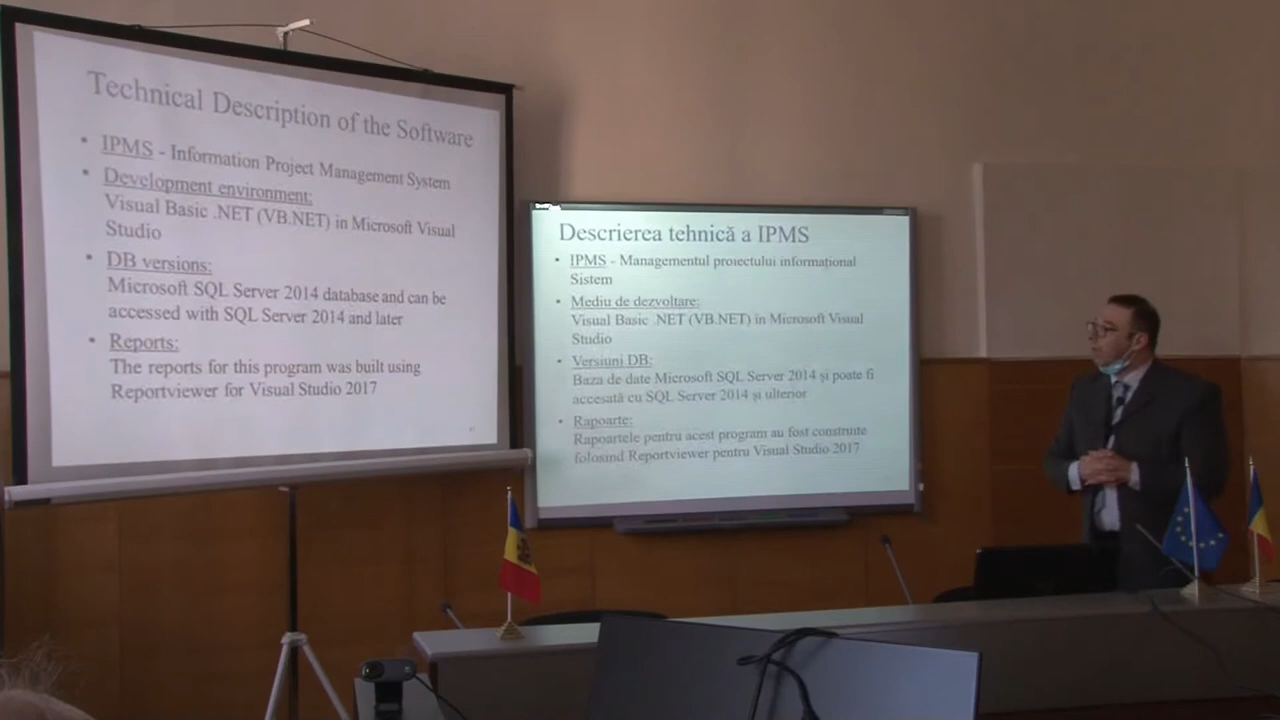 Technical Description of the Software
• IPMS - Information Project Management System
• Development environment:
Visual Basic .NET (VB.NET) in Microsoft Visual
Studio
• DB versions:
Microsoft SQL Server 2014 database and can be
accessed with SQL Server 2014 and later
• Reports:
The reports for this program was built using
Reportviewer for Visual Studio 2017
Descrierea tehnică a IPMS
• IPMS - Managementul proiectului informațional
Sistem
• Mediu de dezvoltare:
Visual Basic .NET (VB.NET) în Microsoft Visual
Studio
• Versiuni DB:
Baza de date Microsoft SQL Server 2014 și poate fi
accesată cu SQL Server 2014 și ulterior
• Rapoarte:
Rapoartele pentru acest program au fost construite
folosind Reportviewer pentru Visual Studio 2017